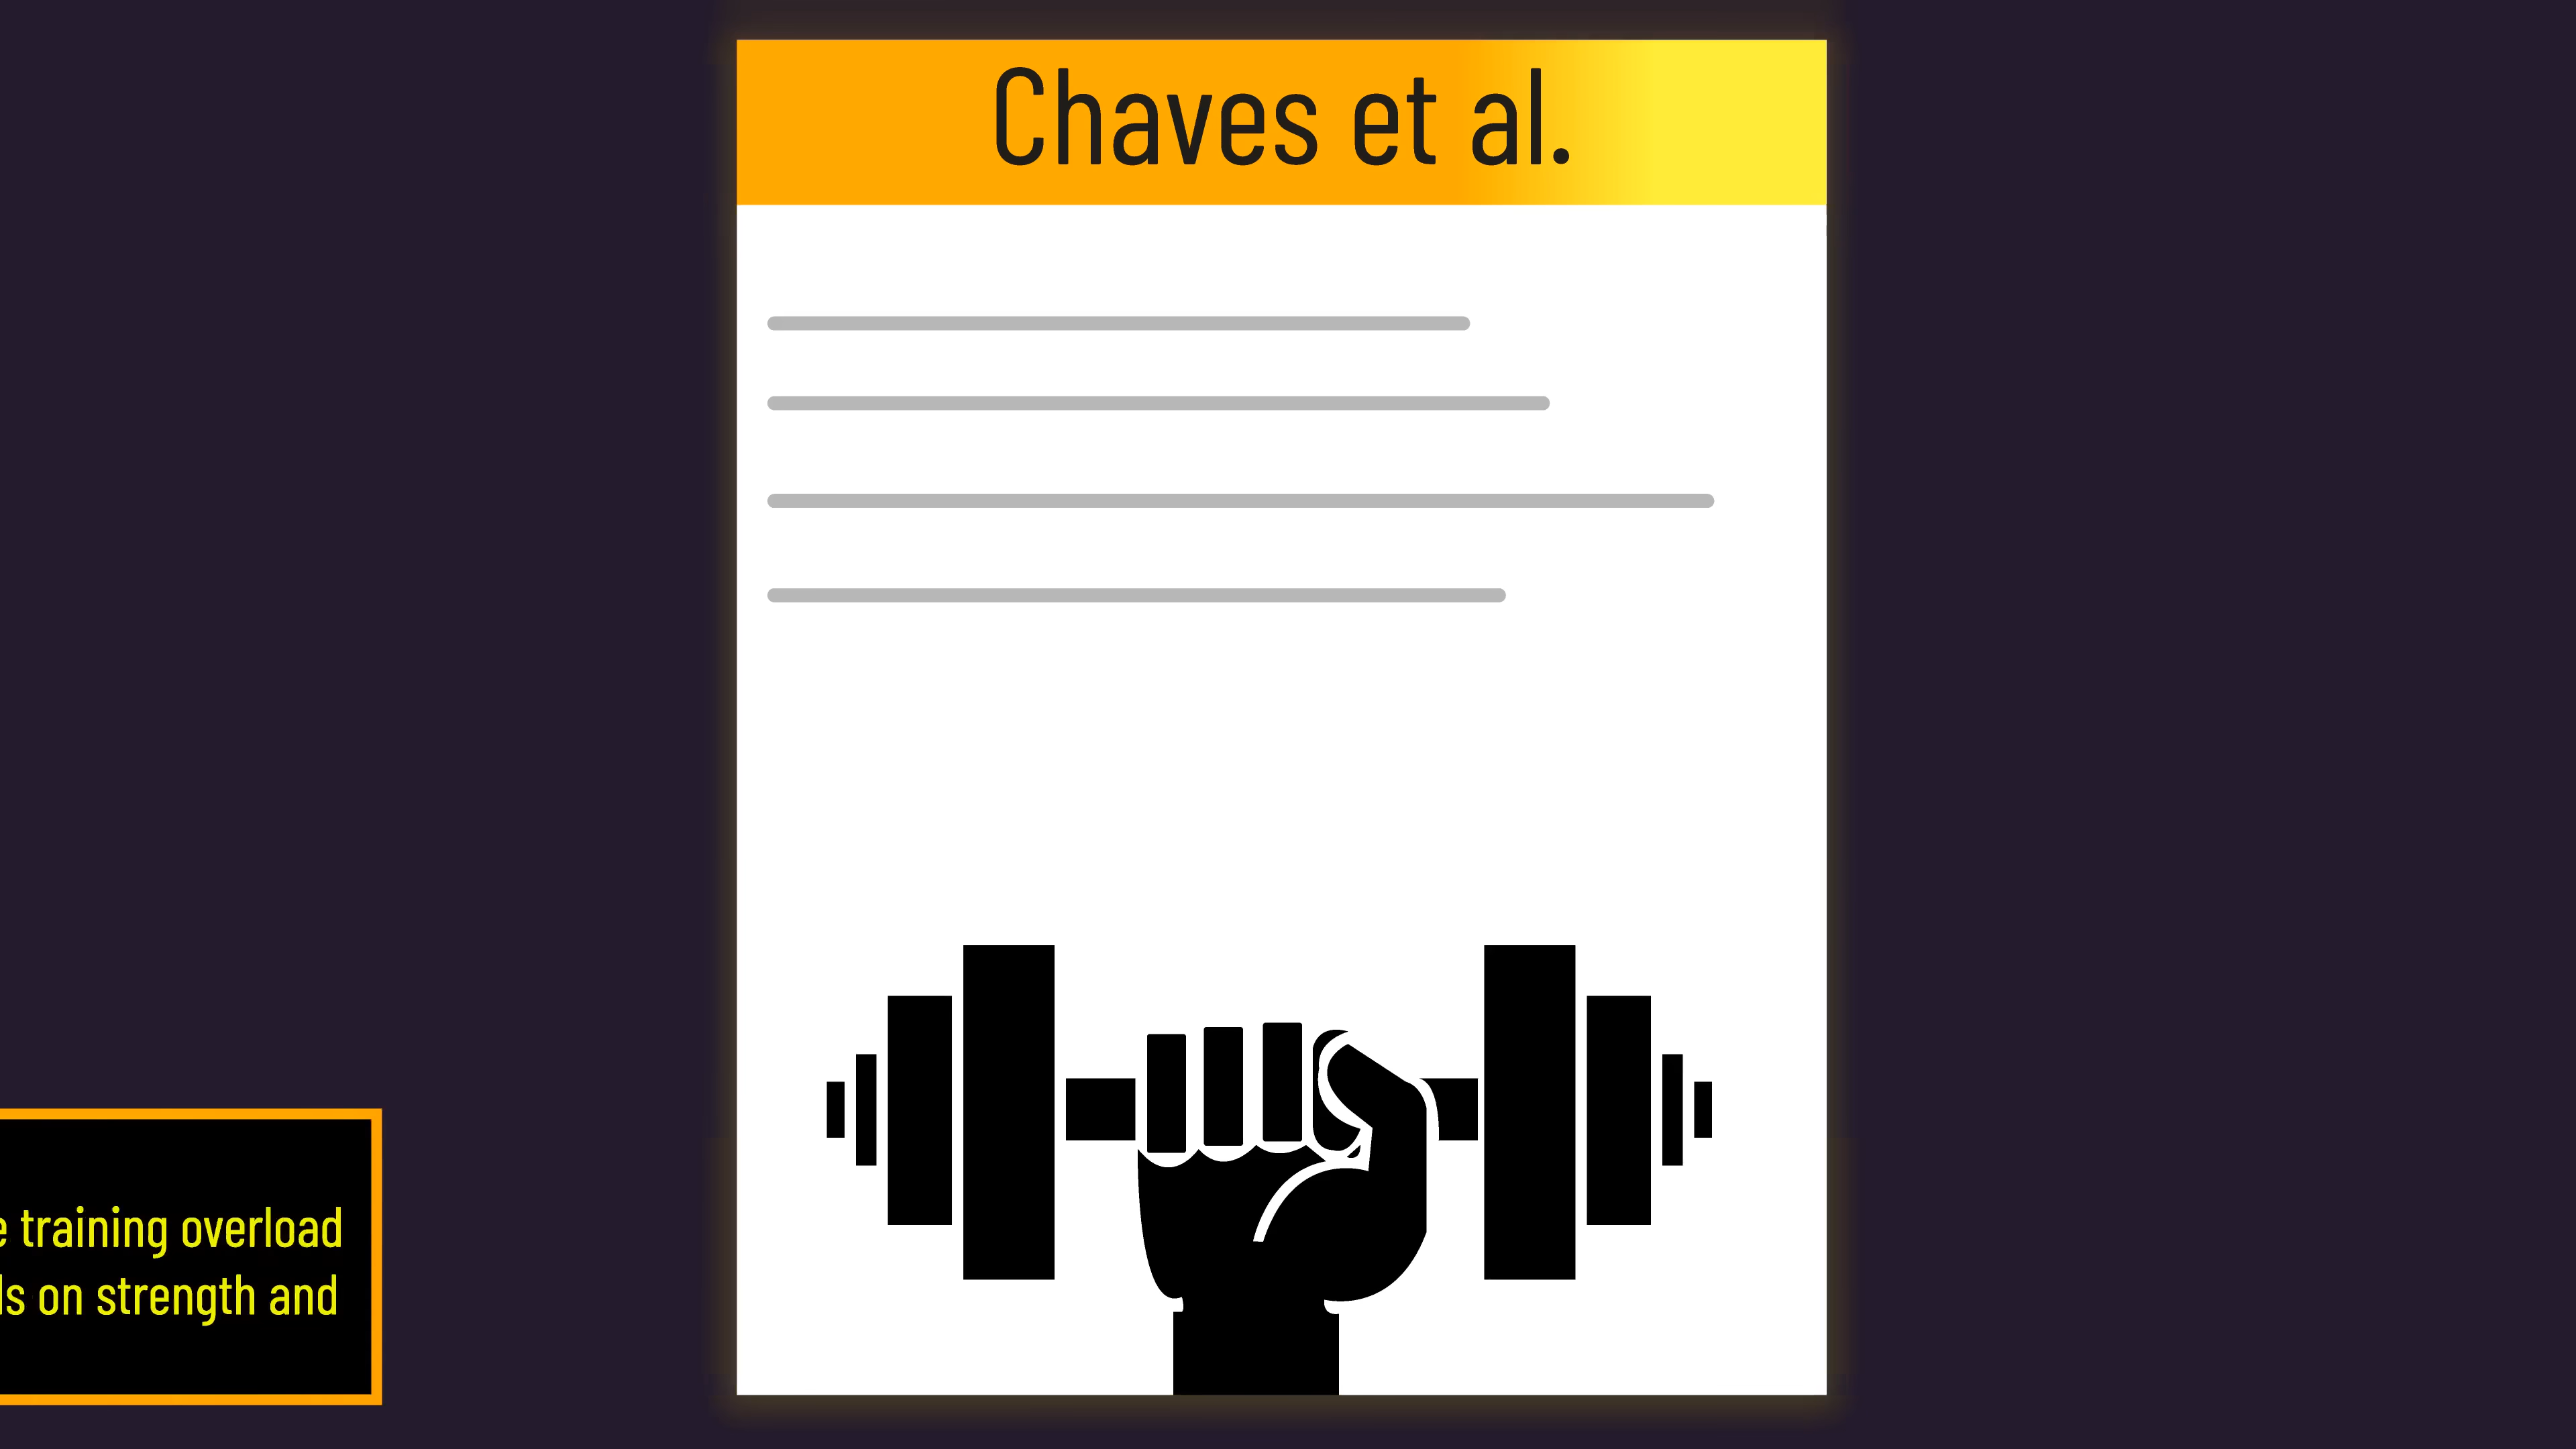 Chaves et al.
training overload
on strength and